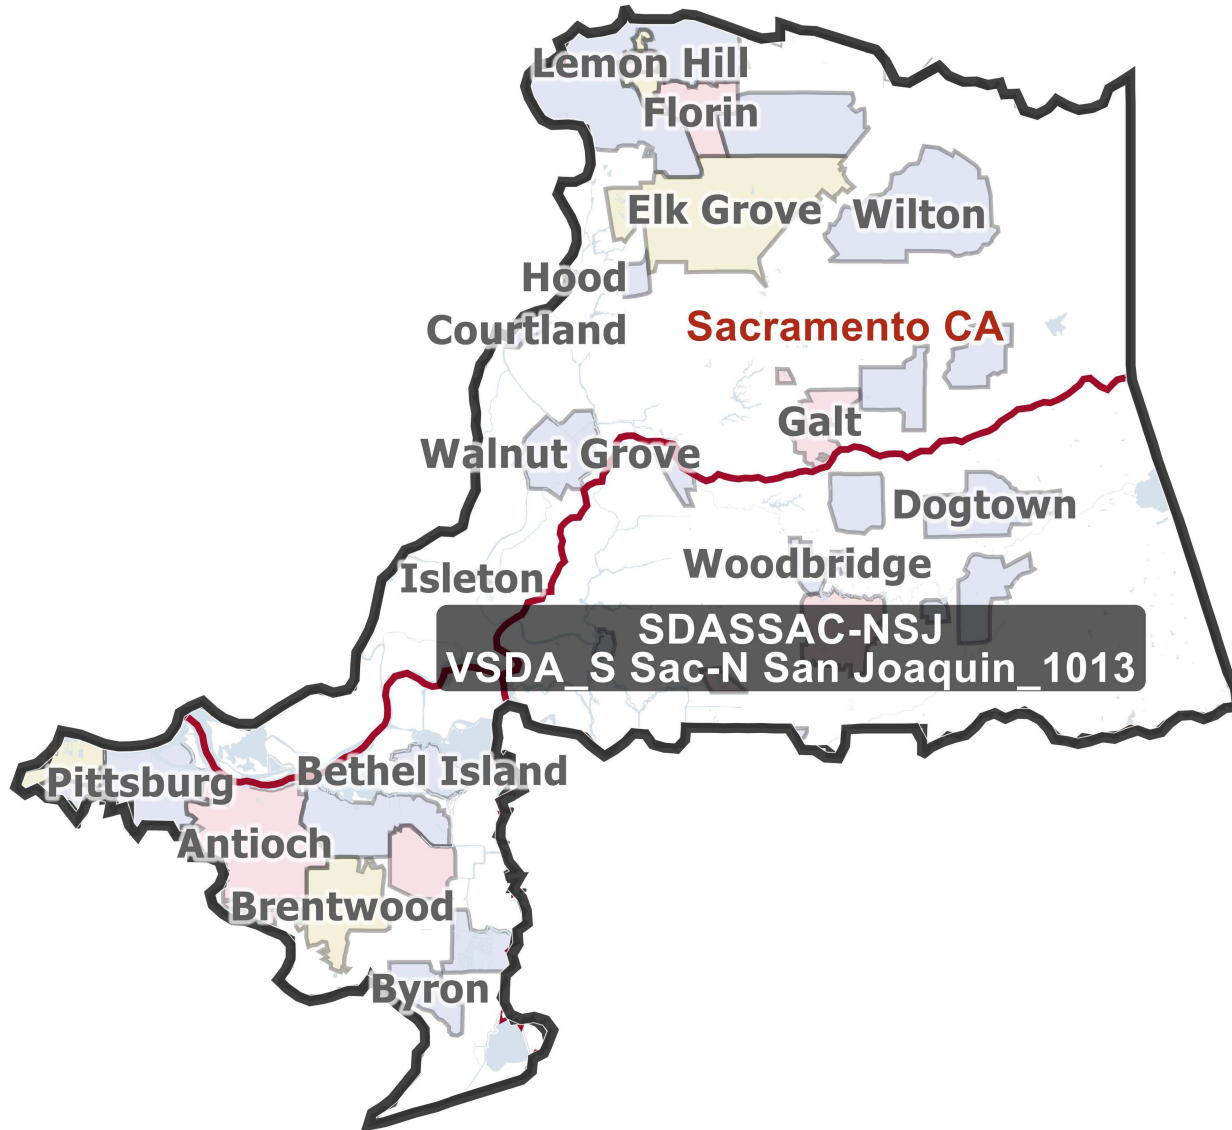 Lemon Hill
Florin
Elk Grove
Wilton
Hood
Courtland
Sacramento CA
Galt
Walnut Grove
Dogtown
Woodbridge
Isleton
SDASSAC-NSJ
VSDA_S Sac-N San Joaquin_1013
Bethel Island
Pittsburg
Antioch
Brentwood
Byron